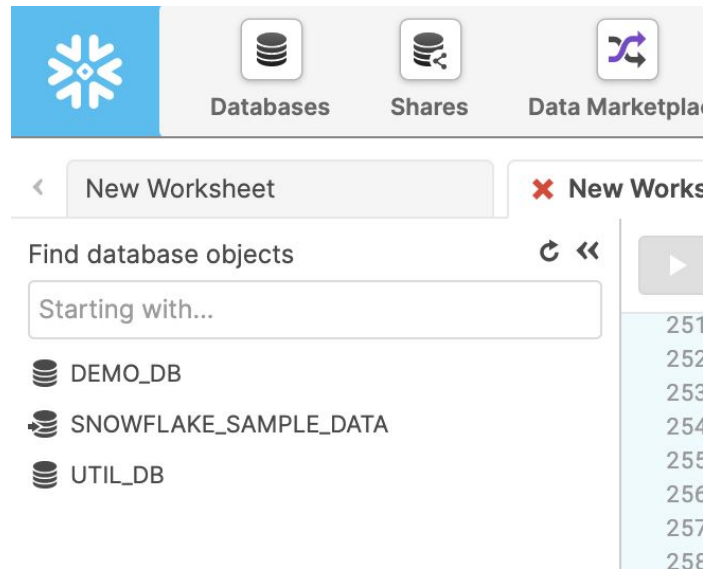 Databases Shares Data Marketplac
New Worksheet New Works
Find database objects
Starting with...
DEMO_DB
SNOWFLAKE_SAMPLE_DATA
UTIL_DB
251
252
253
254
255
256
257
258